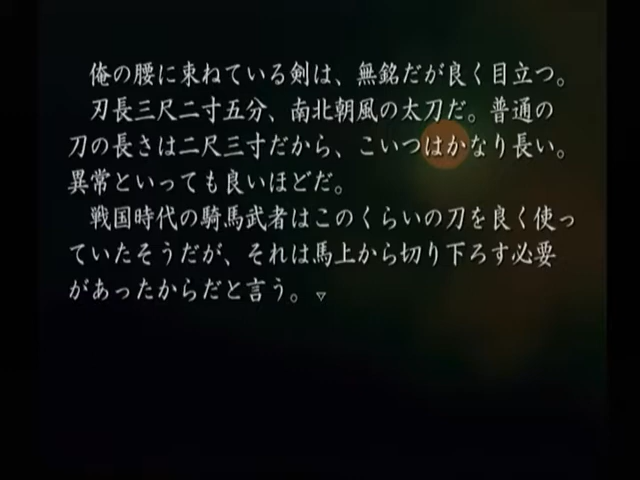 俺の腰に束ねている剣は、無銘だが良く目立つ。
刃長三尺二寸五分、南北朝風の太刀だ。普通の
刀の長さは二尺三寸だから、こいつはかなり長い。
異常といっても良いほどだ。
戦国時代の騎馬武者はこのくらいの刀を良く使っ
ていたそうだが、それは馬上から切り下ろす必要
があったからだと言う。▿